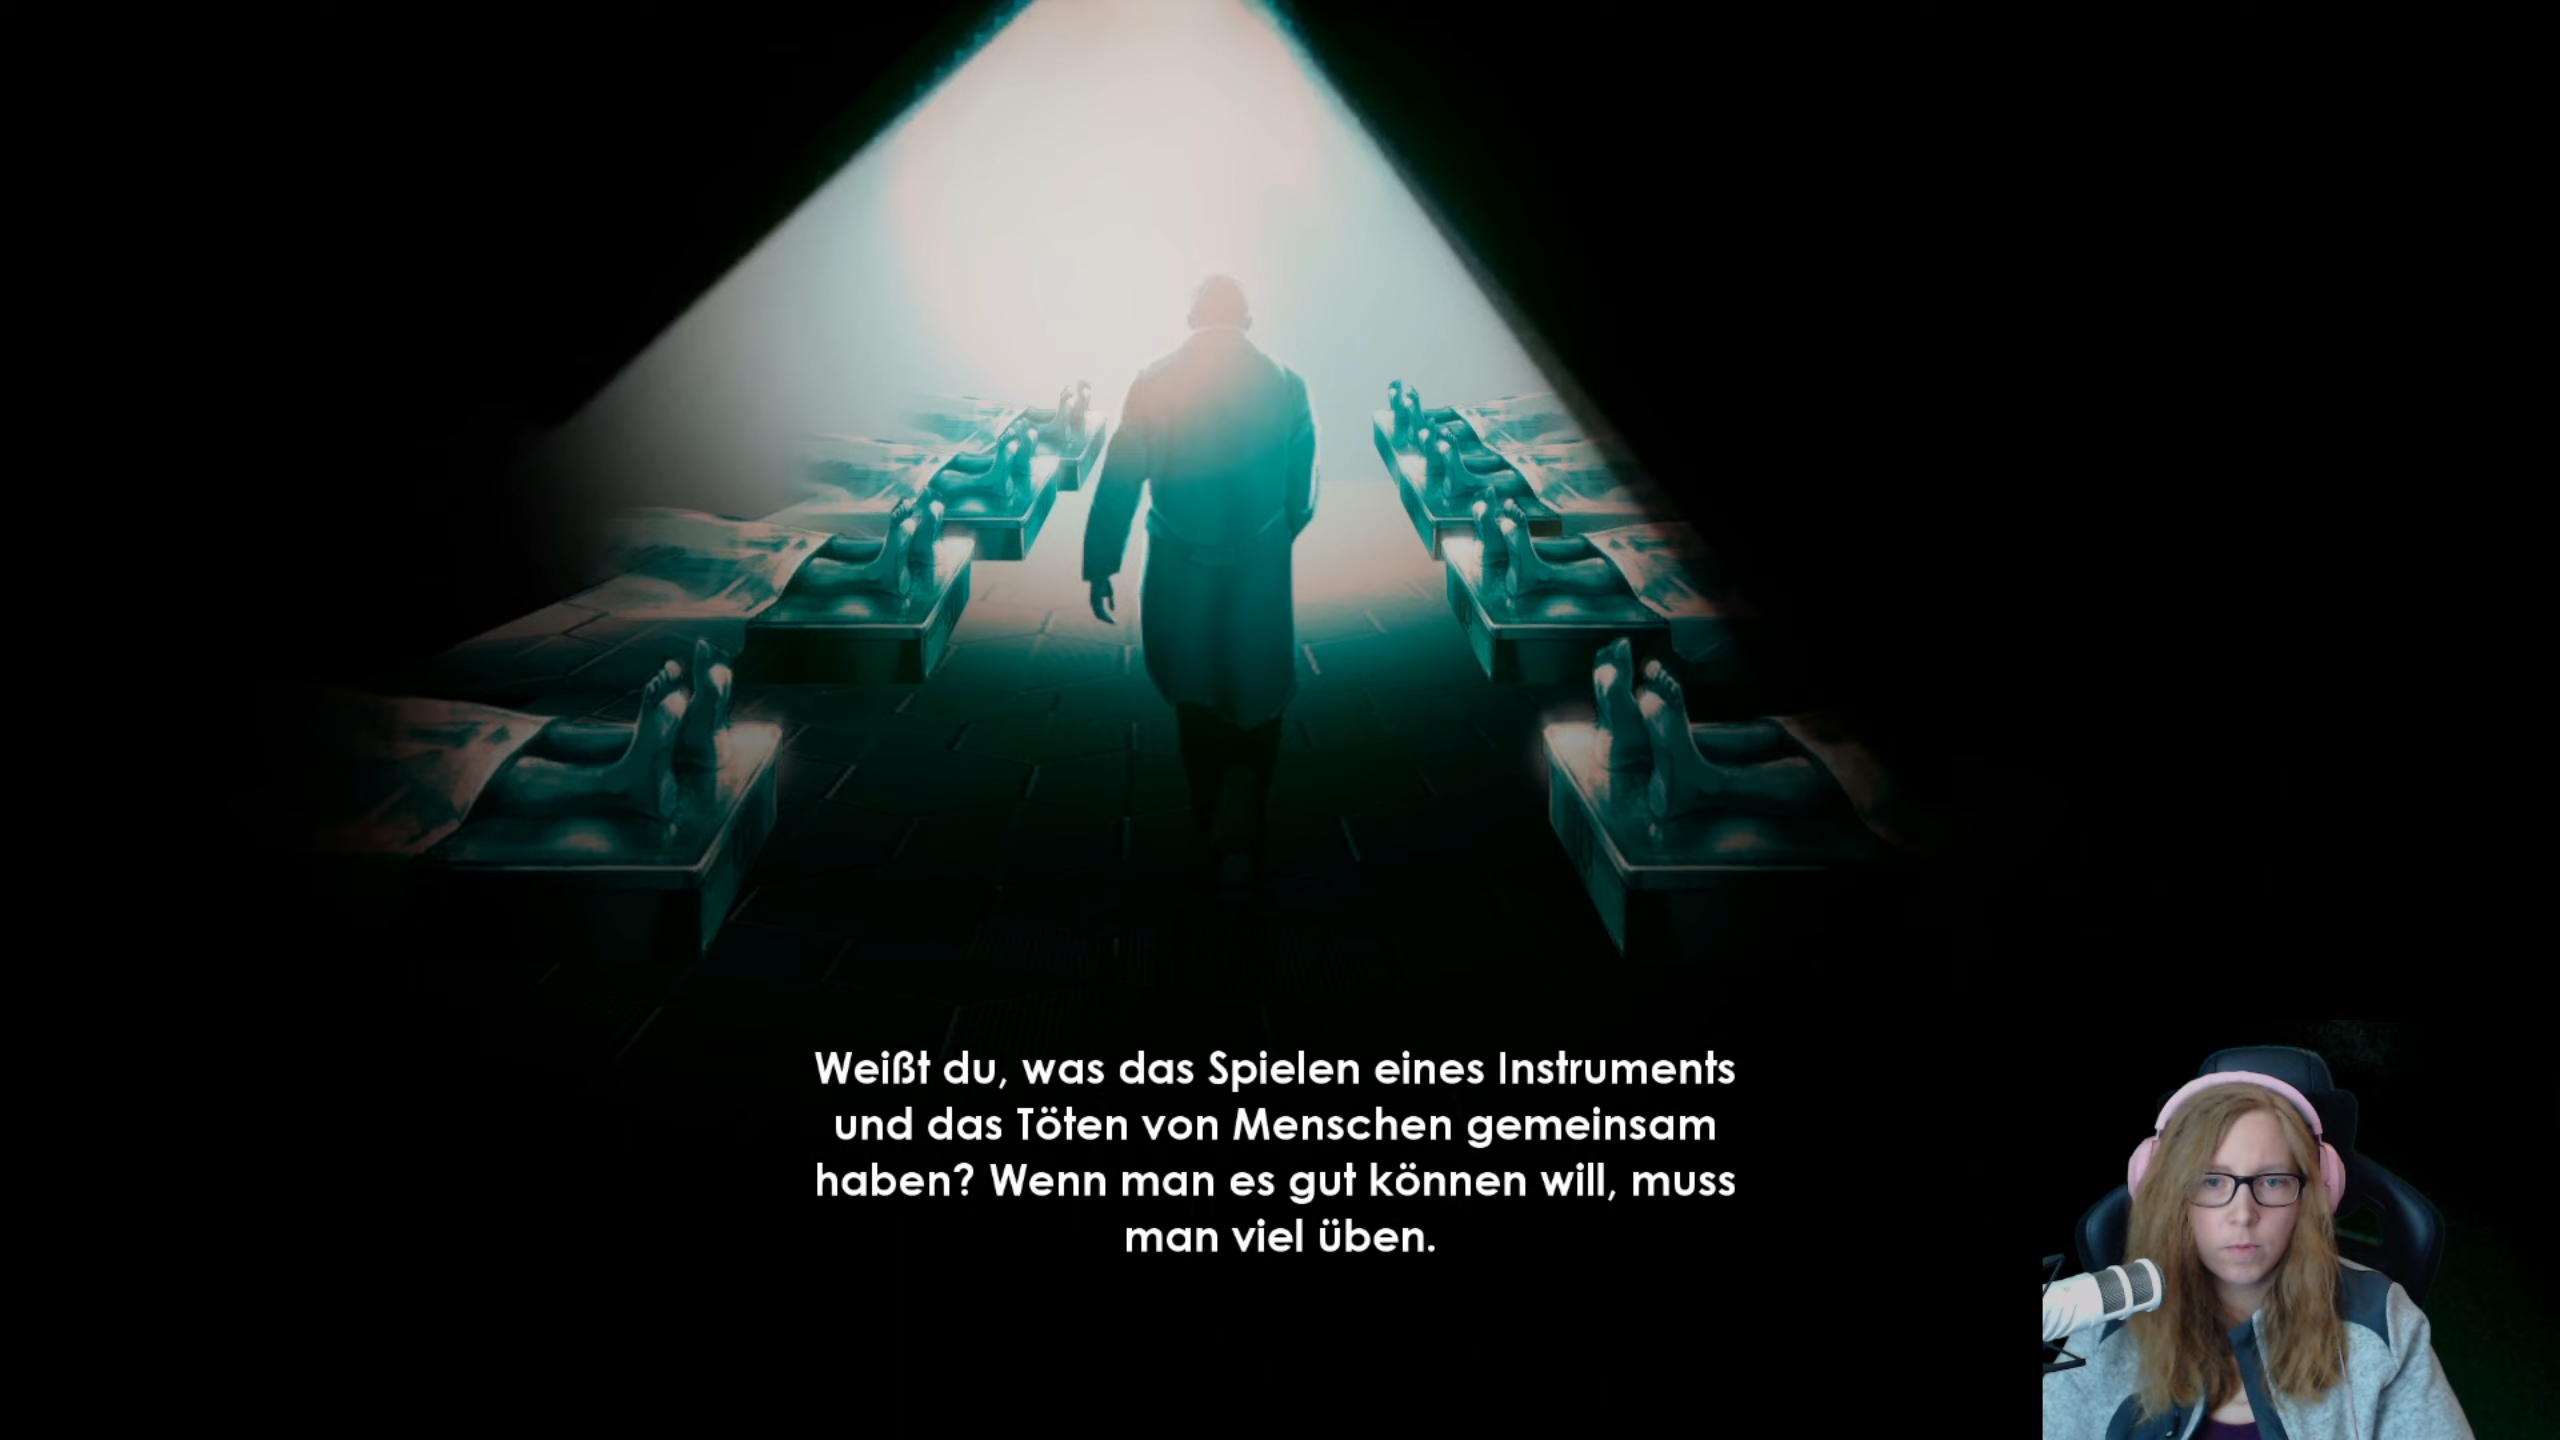 Weißt du, was das Spielen eines Instruments
und das Töten von Menschen gemeinsam
haben? Wenn man es gut können will, muss
man viel üben.